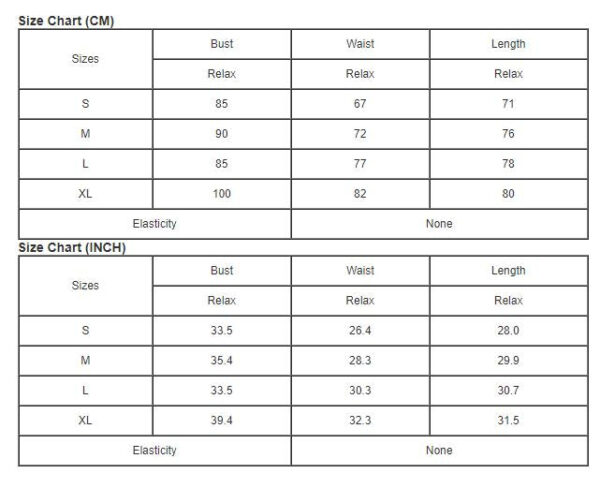 Size Chart (CM)
Sizes Bust Waist Length
Relax Relax Relax
S 85 67 71
M 90 72 76
L 85 77 78
XL 100 82 80
Elasticity None
Size Chart (INCH)
Sizes Bust Waist Length
Relax Relax Relax
S 33.5 26.4 28.0
M 35.4 28.3 29.9
L 33.5 30.3 30.7
XL 39.4 32.3 31.5
Elasticity None